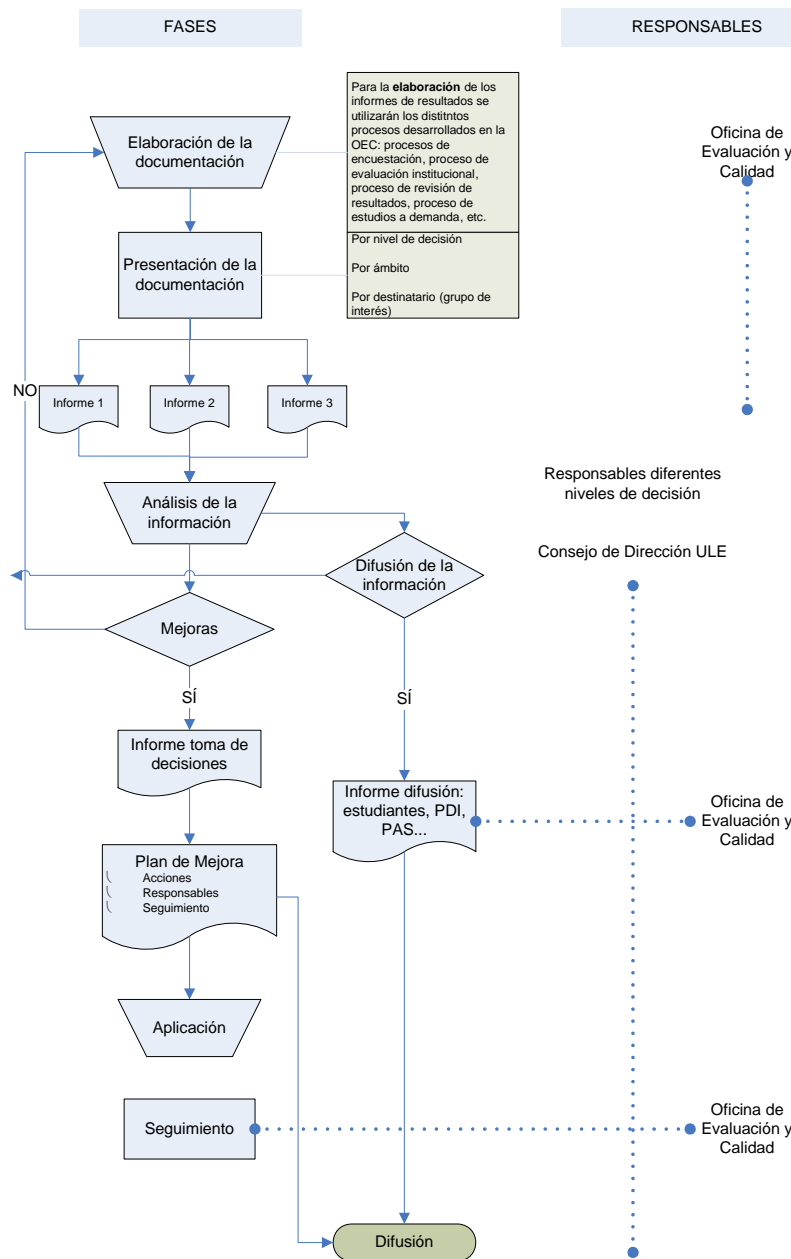 FASES
RESPONSABLES
Para la elaboración de los
informes de resultados se
utilizarán los distitntos
procesos desarrollados en la
OEC: procesos de
encuestación, proceso de
evaluación institucional,
proceso de revisión de
resultados, proceso de
estudios a demanda, etc.
Elaboración de la
documentación
Oficina de
Evaluación y
Calidad
Por nivel de decisión
Por ámbito
Por destinatario (grupo de
interés)
Presentación de la
documentación
NO
Informe 1
Informe 2
Informe 3
Análisis de la
información
Responsables diferentes
niveles de decisión
Consejo de Dirección ULE
Difusión de la
información
Mejoras
SÍ
SÍ
Informe toma de
decisiones
Informe difusión:
estudiantes, PDI,
PAS...
Oficina de
Evaluación y
Calidad
Plan de Mejora
Acciones
Responsables
Seguimiento
Aplicación
Seguimiento
Oficina de
Evaluación y
Calidad
Difusión